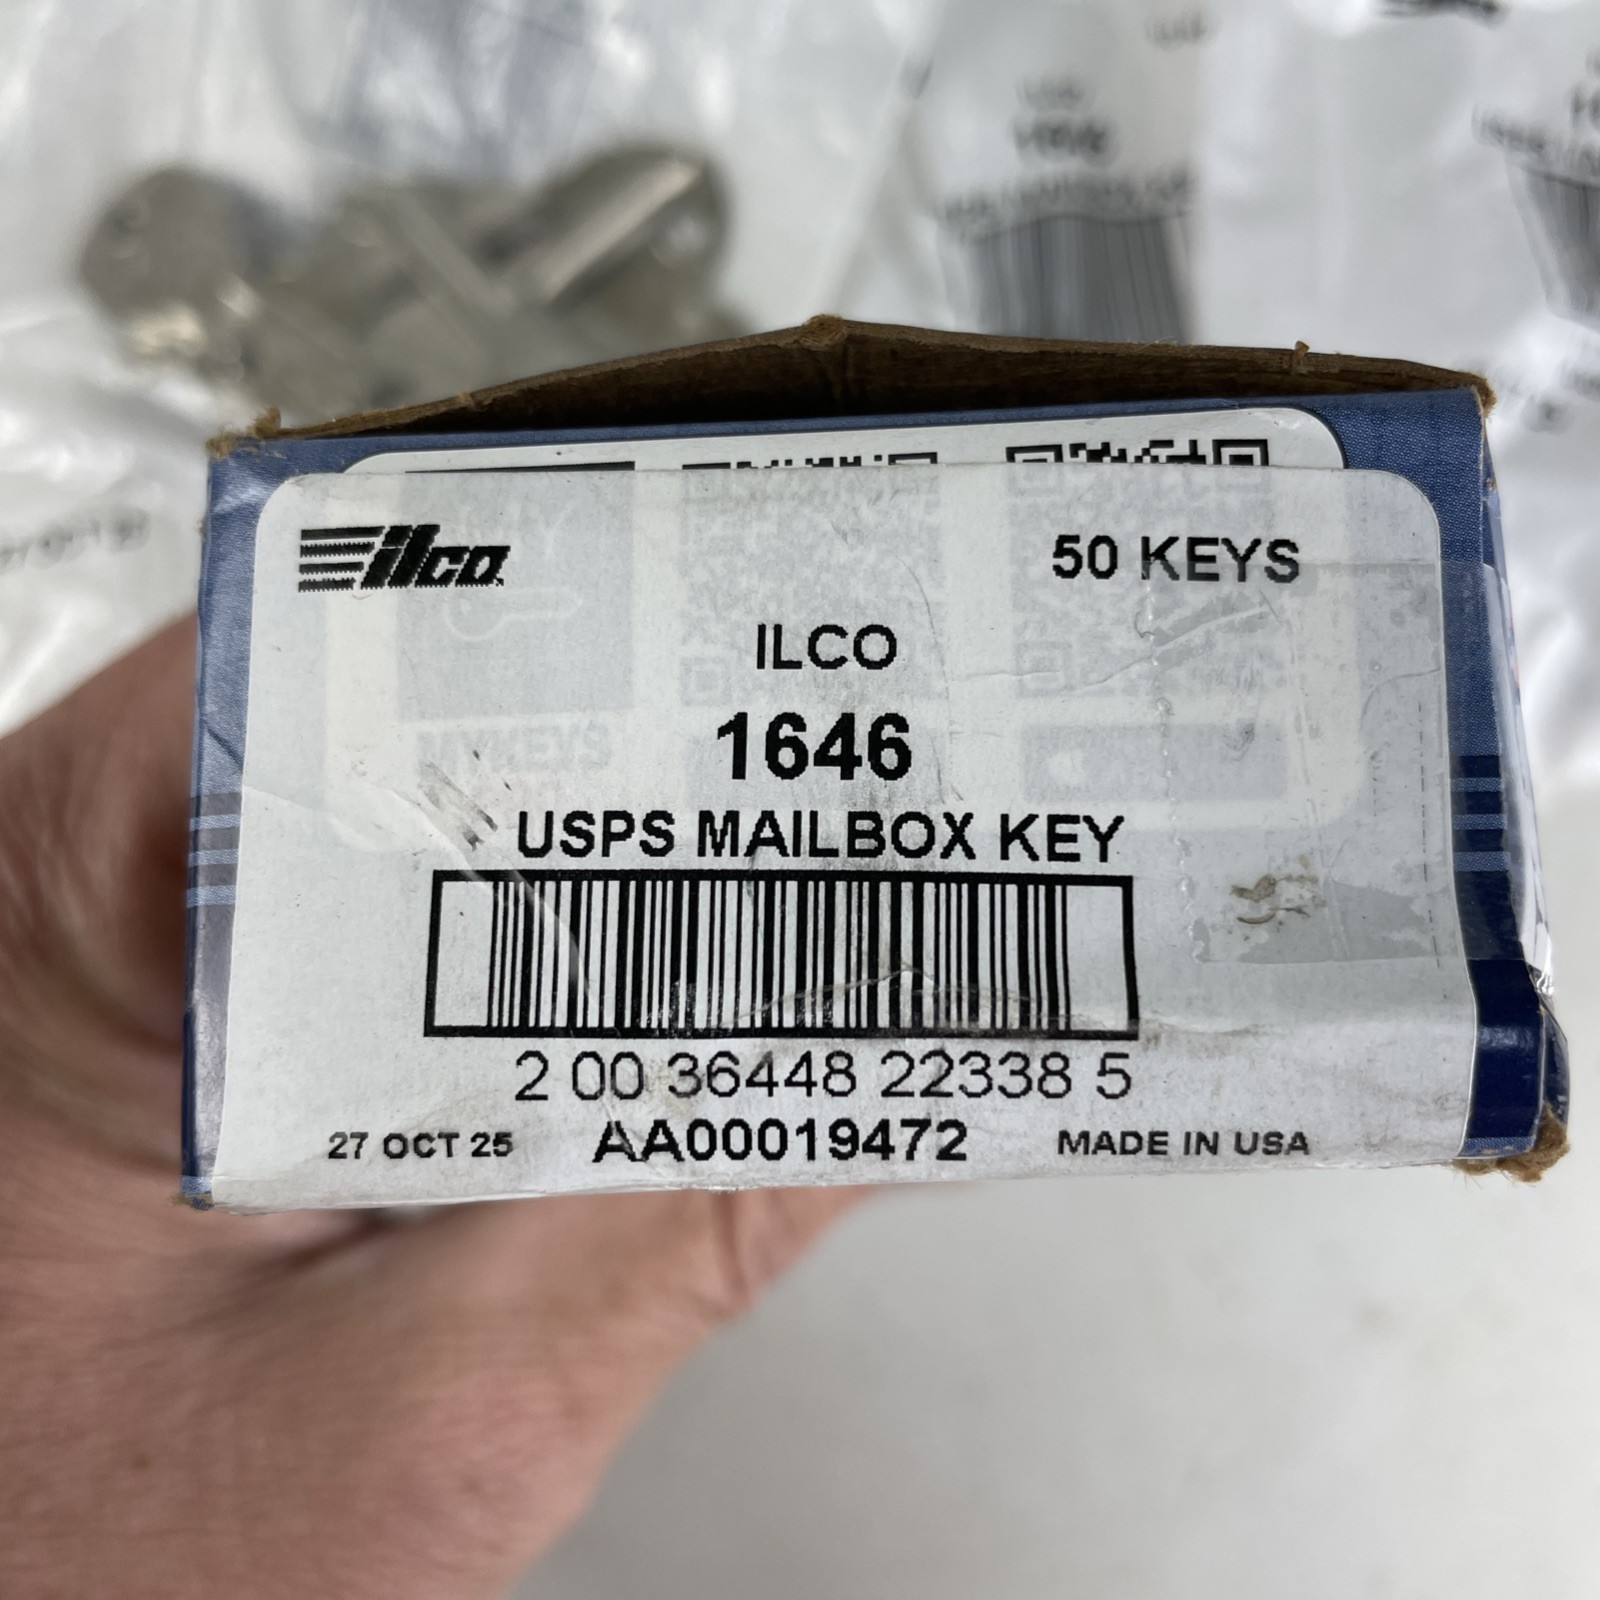 ilco
50 KEYS
ILCO
1646
MYKEYS
USPS MAILBOX KEY
2 00 36448 22338 5
27 OCT 25 AA00019472 MADE IN USA